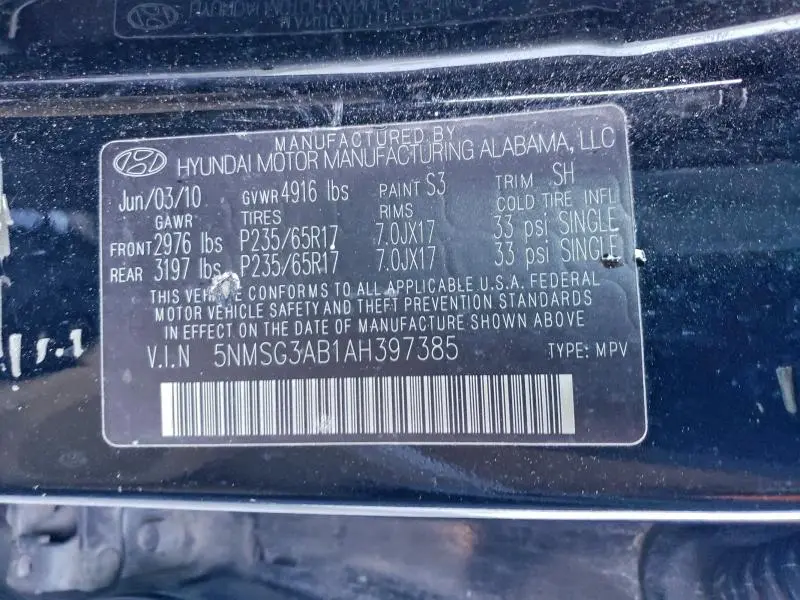 MANUFACTURED BY
HYUNDAI MOTOR MANUFACTURING ALABAMA, LLC
Jun/03/10 GVWR 4916 lbs PAINT S3 TRIM SH
GAWR TIRES RIMS COLD TIRE INFL
FRONT 2976 lbs P235/65R17 7.0JX17 33 psi SINGLE
REAR 3197 lbs P235/65R17 7.0JX17 33 psi SINGLE
THIS VEHICLE CONFORMS TO ALL APPLICABLE U.S.A. FEDERAL
MOTOR VEHICLE SAFETY AND THEFT PREVENTION STANDARDS
IN EFFECT ON THE DATE OF MANUFACTURE SHOWN ABOVE
V.I.N 5NMSG3AB1AH397385 TYPE: MPV